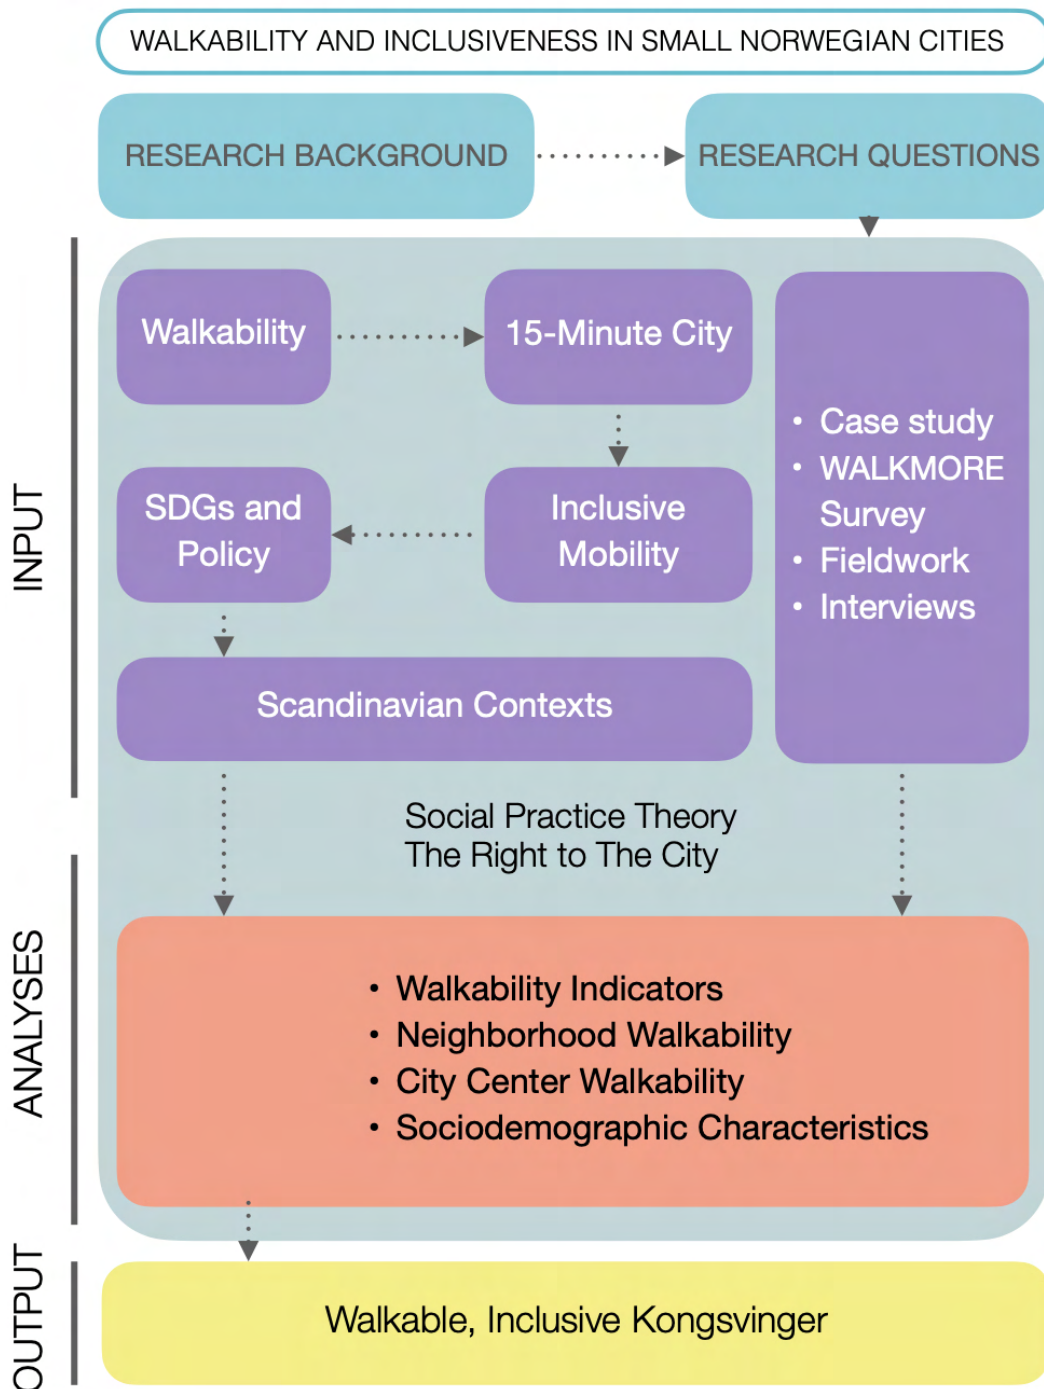 WALKABILITY AND INCLUSIVENESS IN SMALL NORWEGIAN CITIES
RESEARCH BACKGROUND
RESEARCH QUESTIONS
INPUT
Walkability
15-Minute City
SDGs and
Policy
Inclusive
Mobility
Scandinavian Contexts
• Case study
• WALKMORE
Survey
• Fieldwork
• Interviews
Social Practice Theory
The Right to The City
ANALYSES
• Walkability Indicators
• Neighborhood Walkability
• City Center Walkability
• Sociodemographic Characteristics
OUTPUT
Walkable, Inclusive Kongsvinger